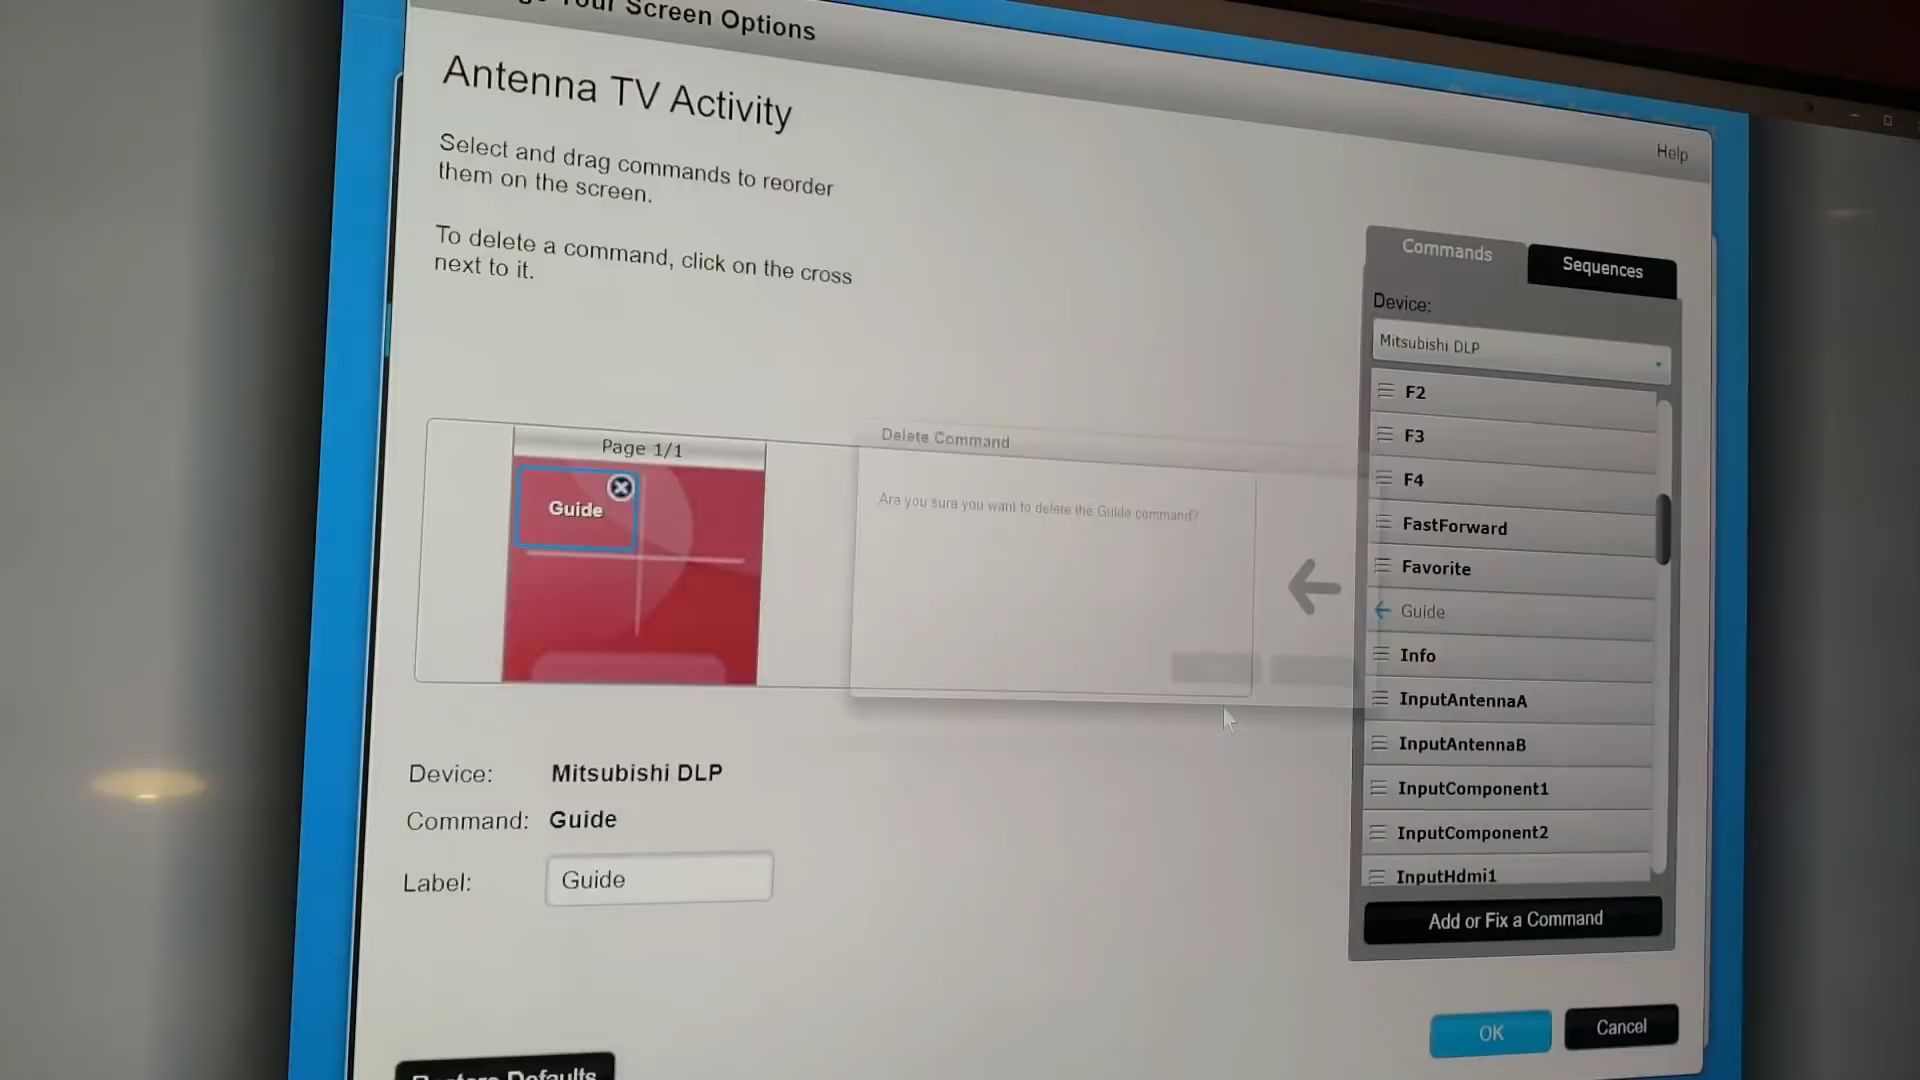 Your Screen Options
Help
Antenna TV Activity
Select and drag commands to reorder
them on the screen.
To delete a command, click on the cross
next to it.
Page 1/1
Guide
Delete Command
Are you sure you want to delete the Guide command?
Device:
Mitsubishi DLP
Command:
Guide
Label:
Guide
Restore Defaults
Commands
Sequences
Device:
Mitsubishi DLP
F2
F3
F4
FastForward
Favorite
Guide
Info
InputAntennaA
InputAntennaB
InputComponent1
InputComponent2
InputHdmi1
Add or Fix a Command
OK
Cancel